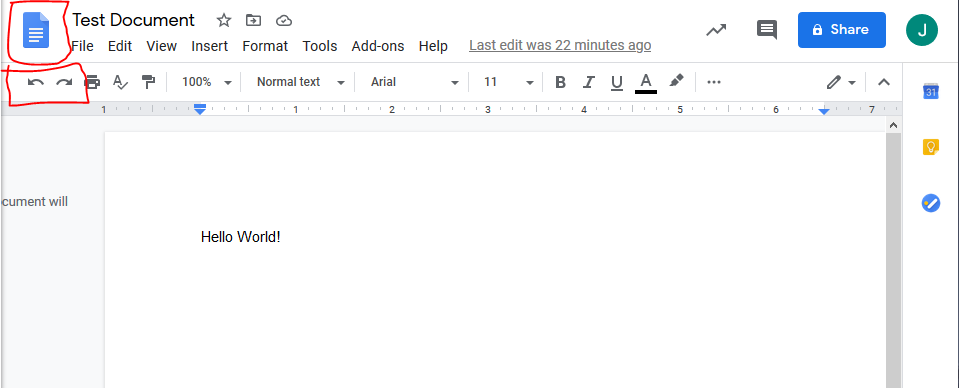 Test Document
File Edit View Insert Format Tools Add-ons Help Last edit was 22 minutes ago
Share
J
100% Normal text Arial 11 B I U A
31
1 1 2 3 4 5 6 7
cument will
Hello World!